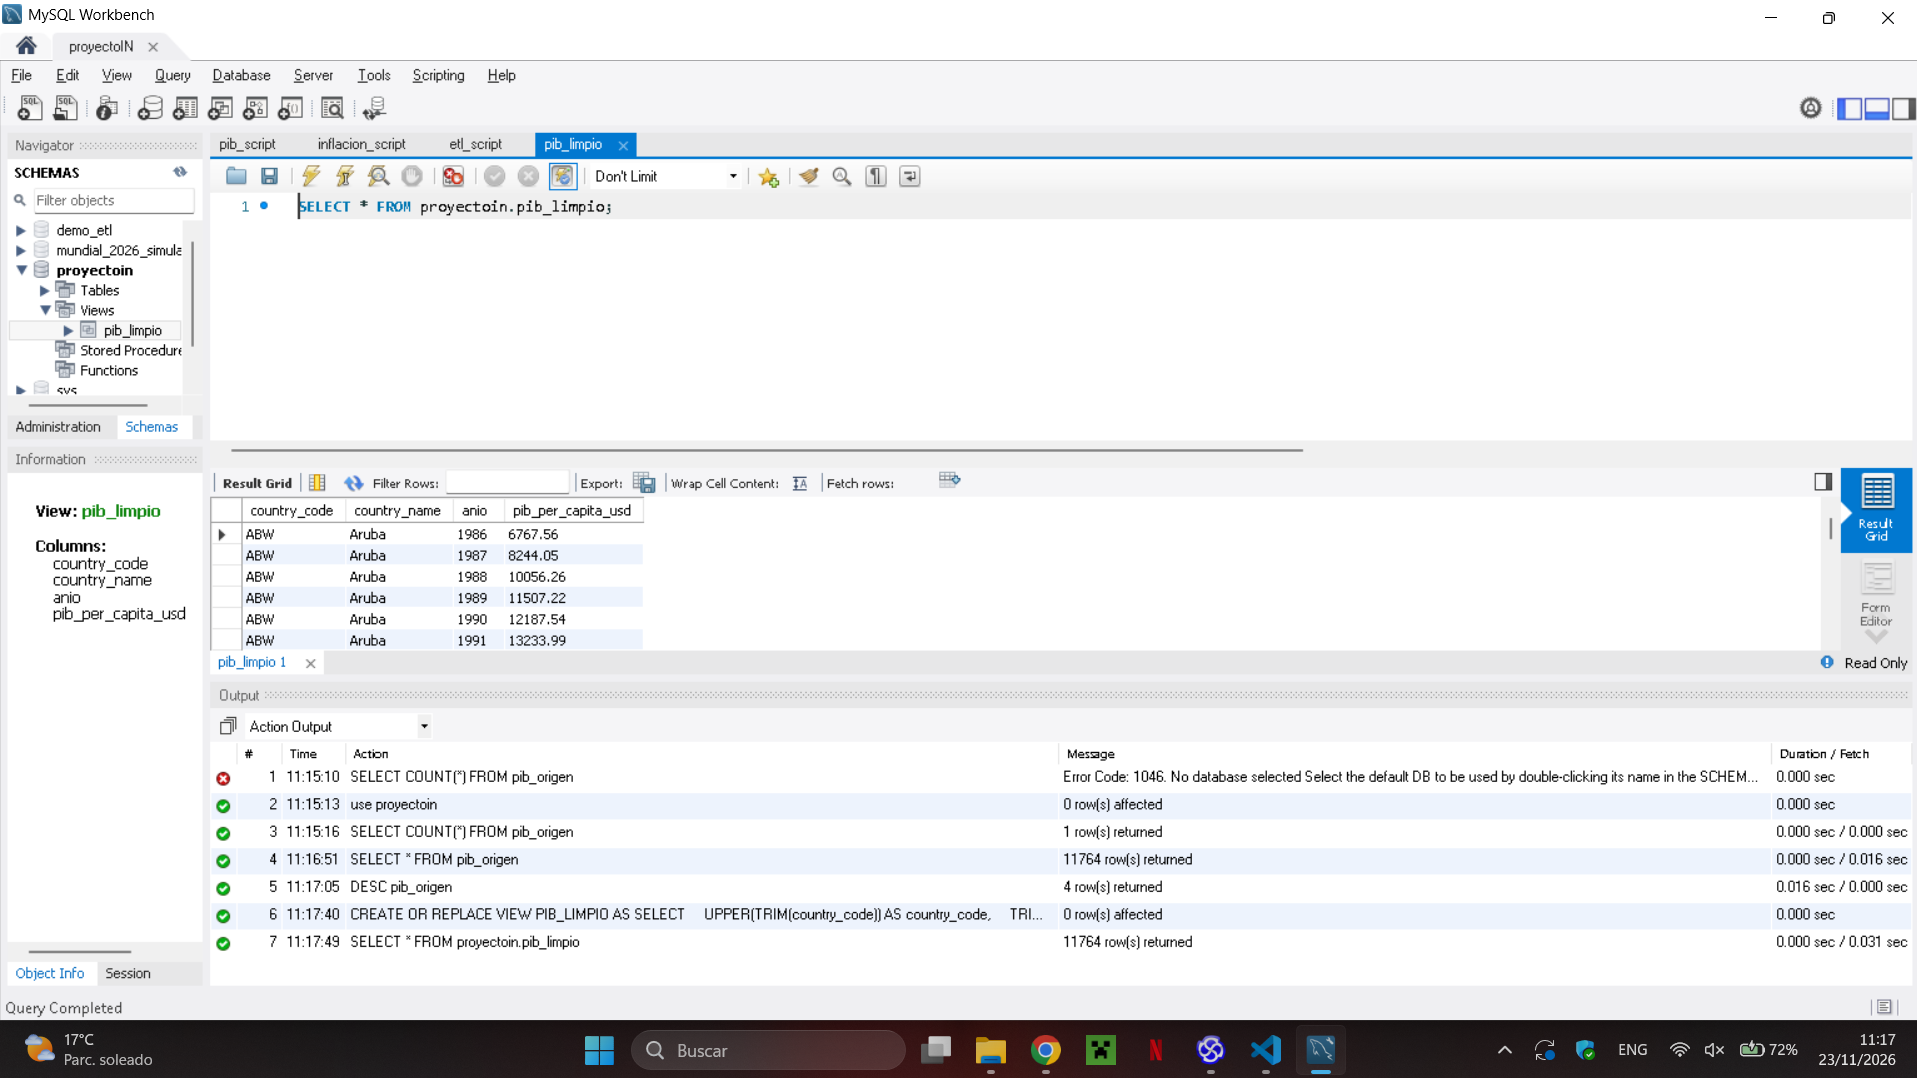 MySQL Workbench
proyectoIN
File Edit View Query Database Server Tools Scripting Help
Navigator
SCHEMAS
Filter objects
demo_etl
mundial_2026_simula
proyectoin
Tables
Views
pib_limpio
Stored Procedure
Functions
sys
Administration Schemas
Information
View: pib_limpio
Columns:
country_code
country_name
anio
pib_per_capita_usd
Object Info Session
pib_script inflacion_script etl_script pib_limpio
Don't Limit
1 SELECT * FROM proyectoin.pib_limpio;
Result Grid Filter Rows: Export: Wrap Cell Content: Fetch rows:
country_code country_name anio pib_per_capita_usd
ABW Aruba 1986 6767.56
ABW Aruba 1987 8244.05
ABW Aruba 1988 10056.26
ABW Aruba 1989 11507.22
ABW Aruba 1990 12187.54
ABW Aruba 1991 13233.99
Result Grid
Form Editor
pib_limpio 1
Read Only
Output
Action Output
# Time Action Message Duration / Fetch
1 11:15:10 SELECT COUNT(*) FROM pib_origen Error Code: 1046. No database selected Select the default DB to be used by double-clicking its name in the SCHEM... 0.000 sec
2 11:15:13 use proyectoin 0 row(s) affected 0.000 sec
3 11:15:16 SELECT COUNT(*) FROM pib_origen 1 row(s) returned 0.000 sec / 0.000 sec
4 11:16:51 SELECT * FROM pib_origen 11764 row(s) returned 0.000 sec / 0.016 sec
5 11:17:05 DESC pib_origen 4 row(s) returned 0.016 sec / 0.000 sec
6 11:17:40 CREATE OR REPLACE VIEW PIB_LIMPIO AS SELECT UPPER(TRIM(country_code)) AS country_code, TRI... 0 row(s) affected 0.000 sec
7 11:17:49 SELECT * FROM proyectoin.pib_limpio 11764 row(s) returned 0.000 sec / 0.031 sec
Query Completed
17°C
Parc. soleado
Buscar
ENG
72%
11:17
23/11/2026